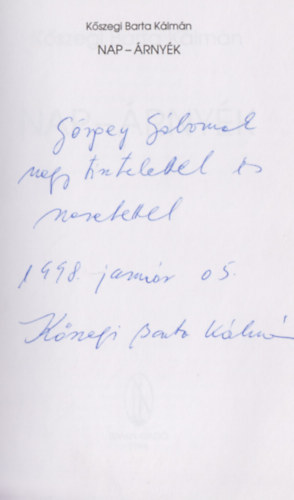 Kőszegi Barta Kálmán
NAP – ÁRNYÉK
Görgey Gábornak
nagy tisztelettel és
szeretettel
1998. január 05.
Kőszegi Barta Kálmán